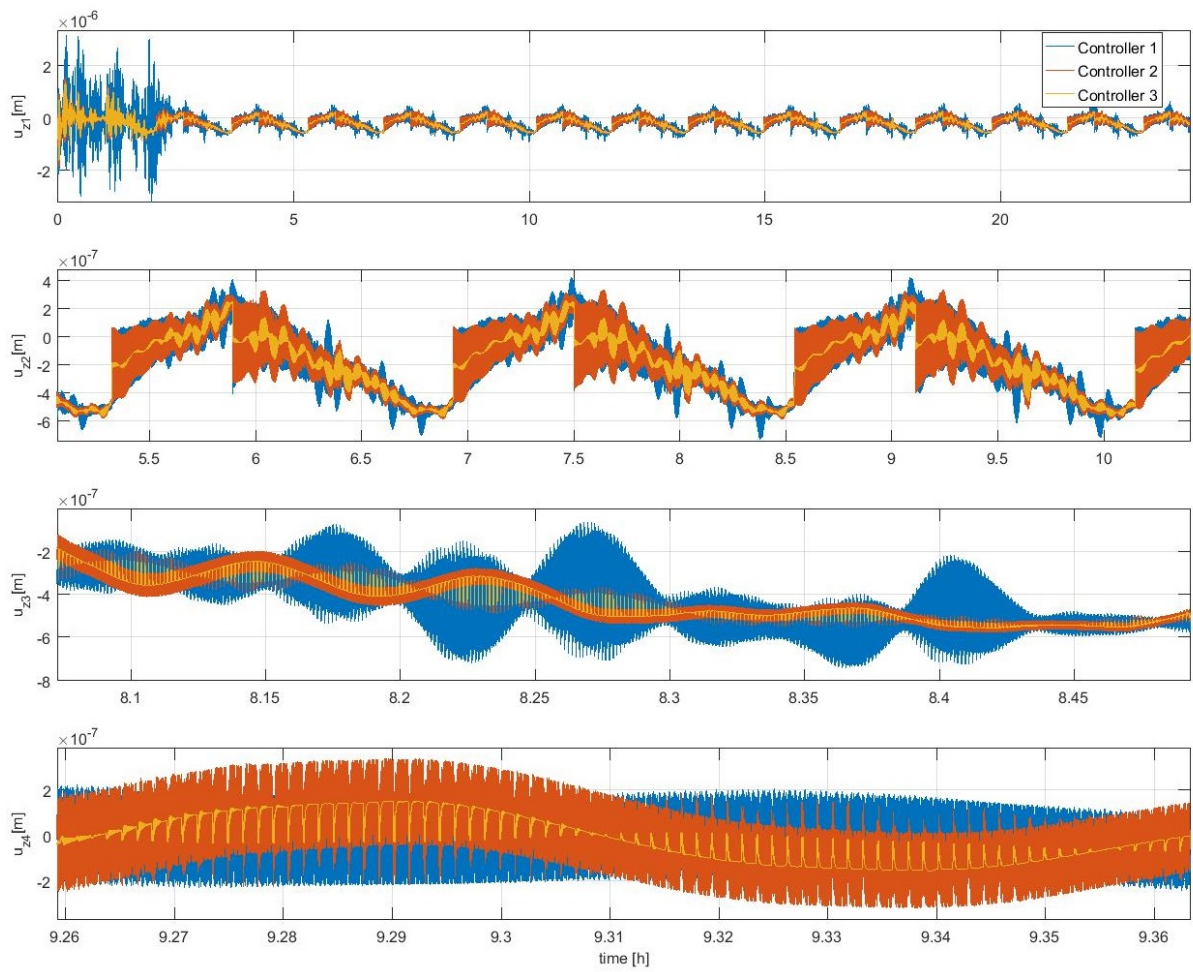 ×10⁻⁶
u_z1[m]
2
0
-2
Controller 1
Controller 2
Controller 3
0 5 10 15 20
×10⁻⁷
u_z2[m]
4
2
0
-2
-4
-6
5.5 6 6.5 7 7.5 8 8.5 9 9.5 10
×10⁻⁷
u_z3[m]
-2
-4
-6
-8
8.1 8.15 8.2 8.25 8.3 8.35 8.4 8.45
×10⁻⁷
u_z4[m]
2
0
-2
9.26 9.27 9.28 9.29 9.3 9.31 9.32 9.33 9.34 9.35 9.36
time [h]